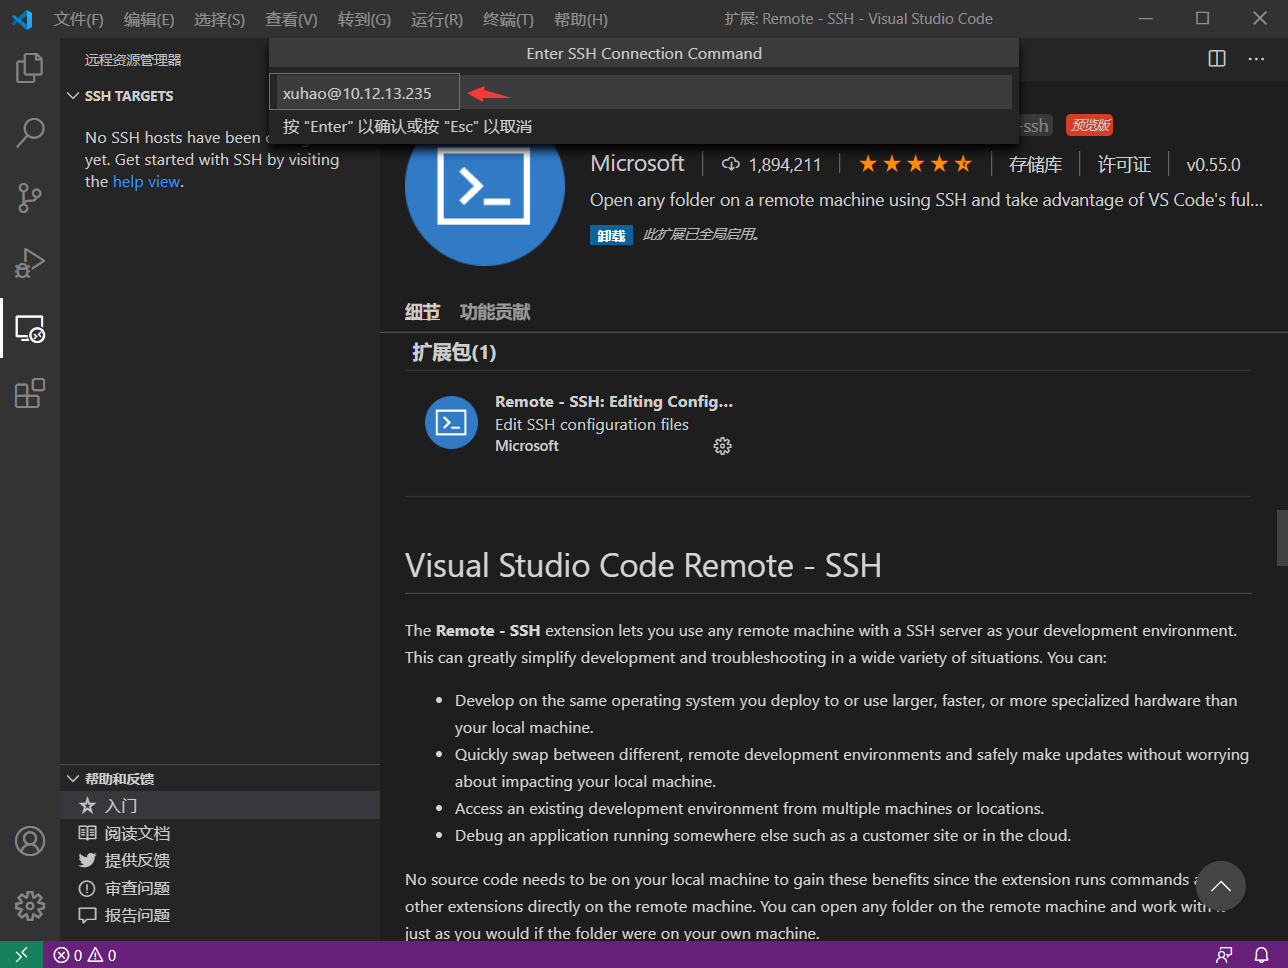 文件(F) 编辑(E) 选择(S) 查看(V) 转到(G) 运行(R) 终端(T) 帮助(H) 扩展: Remote - SSH - Visual Studio Code
Enter SSH Connection Command
xuhao@10.12.13.235
按 "Enter" 以确认或按 "Esc" 以取消
远程资源管理器
SSH TARGETS
No SSH hosts have been
yet. Get started with SSH by visiting
the help view.
帮助和反馈
入门
阅读文档
提供反馈
审查问题
报告问题
-ssh 预览版
Microsoft 1,894,211 存储库 许可证 v0.55.0
Open any folder on a remote machine using SSH and take advantage of VS Code's ful...
卸载 此扩展已全局启用。
细节 功能贡献
扩展包(1)
Remote - SSH: Editing Config...
Edit SSH configuration files
Microsoft
Visual Studio Code Remote - SSH
The Remote - SSH extension lets you use any remote machine with a SSH server as your development environment.
This can greatly simplify development and troubleshooting in a wide variety of situations. You can:
• Develop on the same operating system you deploy to or use larger, faster, or more specialized hardware than
your local machine.
• Quickly swap between different, remote development environments and safely make updates without worrying
about impacting your local machine.
• Access an existing development environment from multiple machines or locations.
• Debug an application running somewhere else such as a customer site or in the cloud.
No source code needs to be on your local machine to gain these benefits since the extension runs commands
other extensions directly on the remote machine. You can open any folder on the remote machine and work with
just as you would if the folder were on your own machine.
0 0